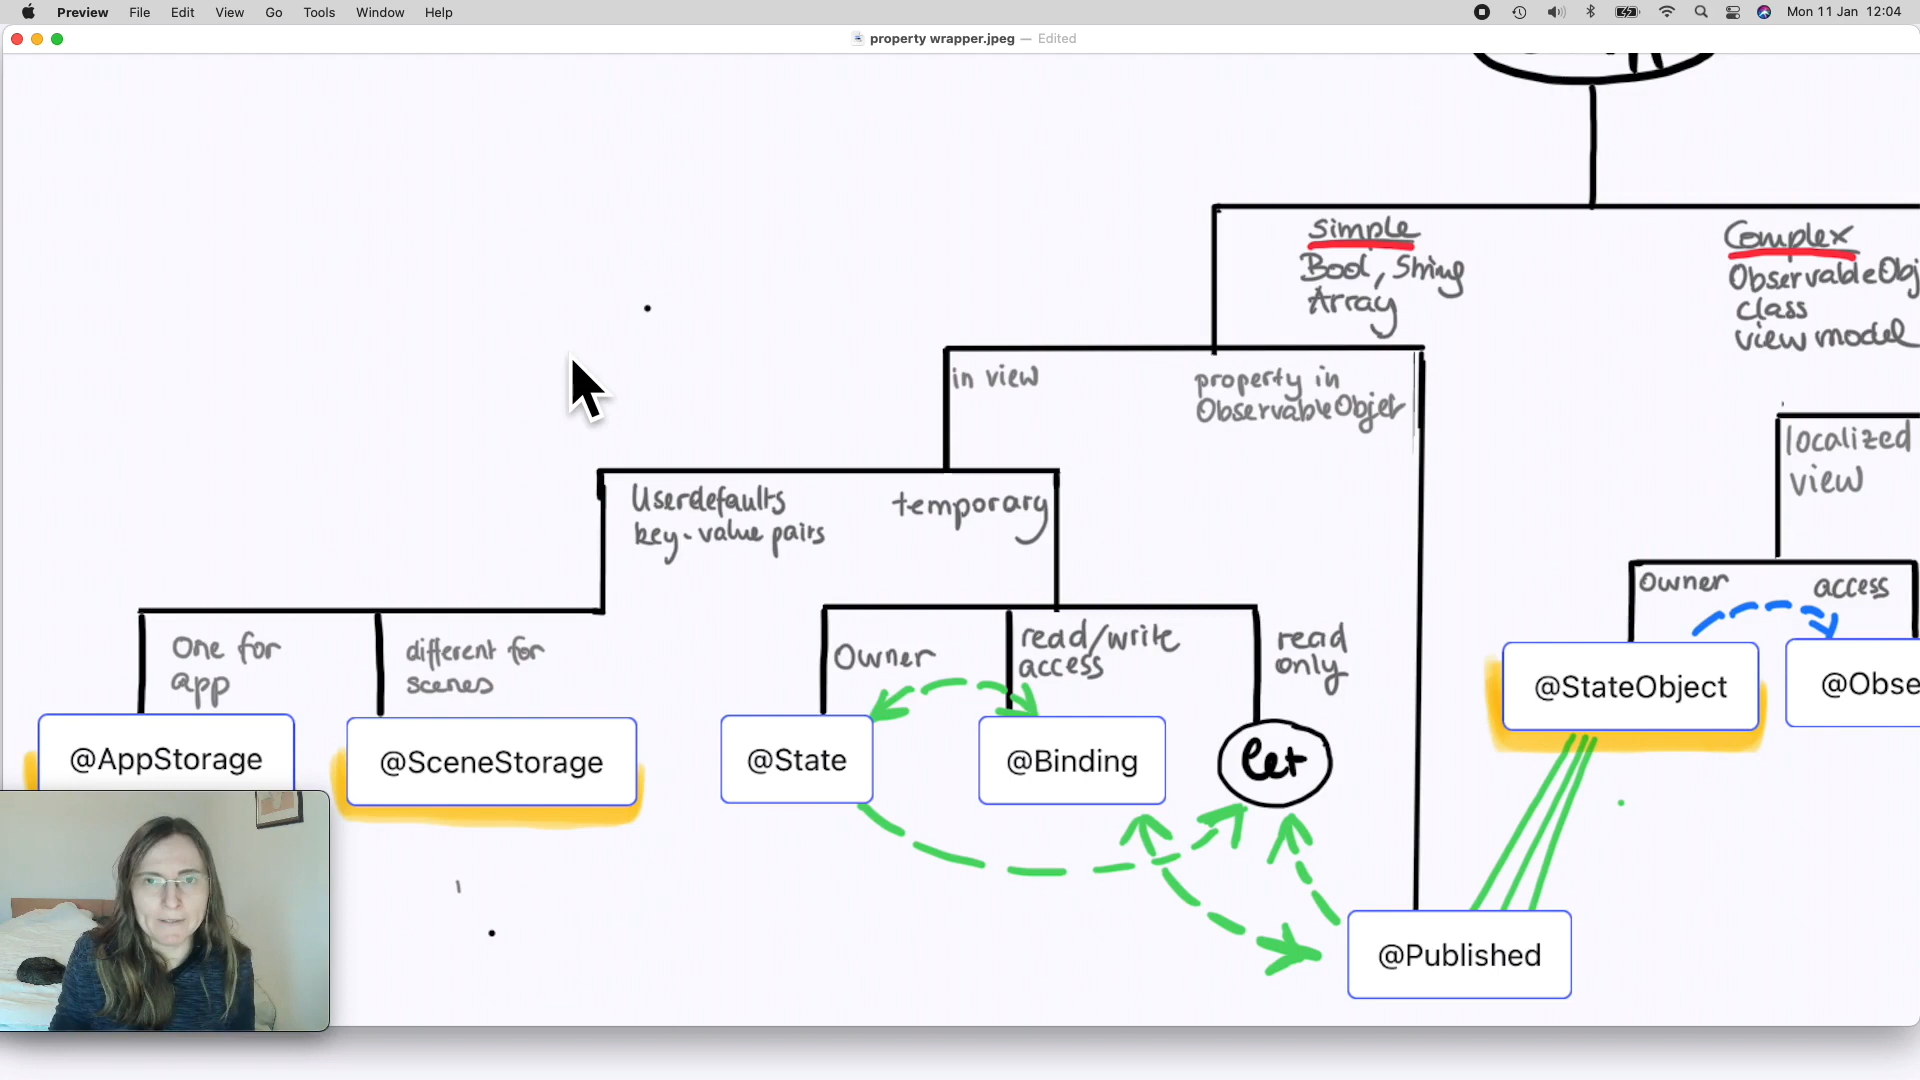 Preview File Edit View Go Tools Window Help
Mon 11 Jan 12:04
property wrapper.jpeg — Edited
Simple
Bool, String
Array
Complex
ObservableObj
class
view model
in view
property in
ObservableObjet
localized
view
Userdefaults
key-value pairs
temporary
Owner
access
One for
app
different for
scenes
Owner
read/write
access
read
only
@AppStorage
@SceneStorage
@State
@Binding
let
@StateObject
@Obse
@Published